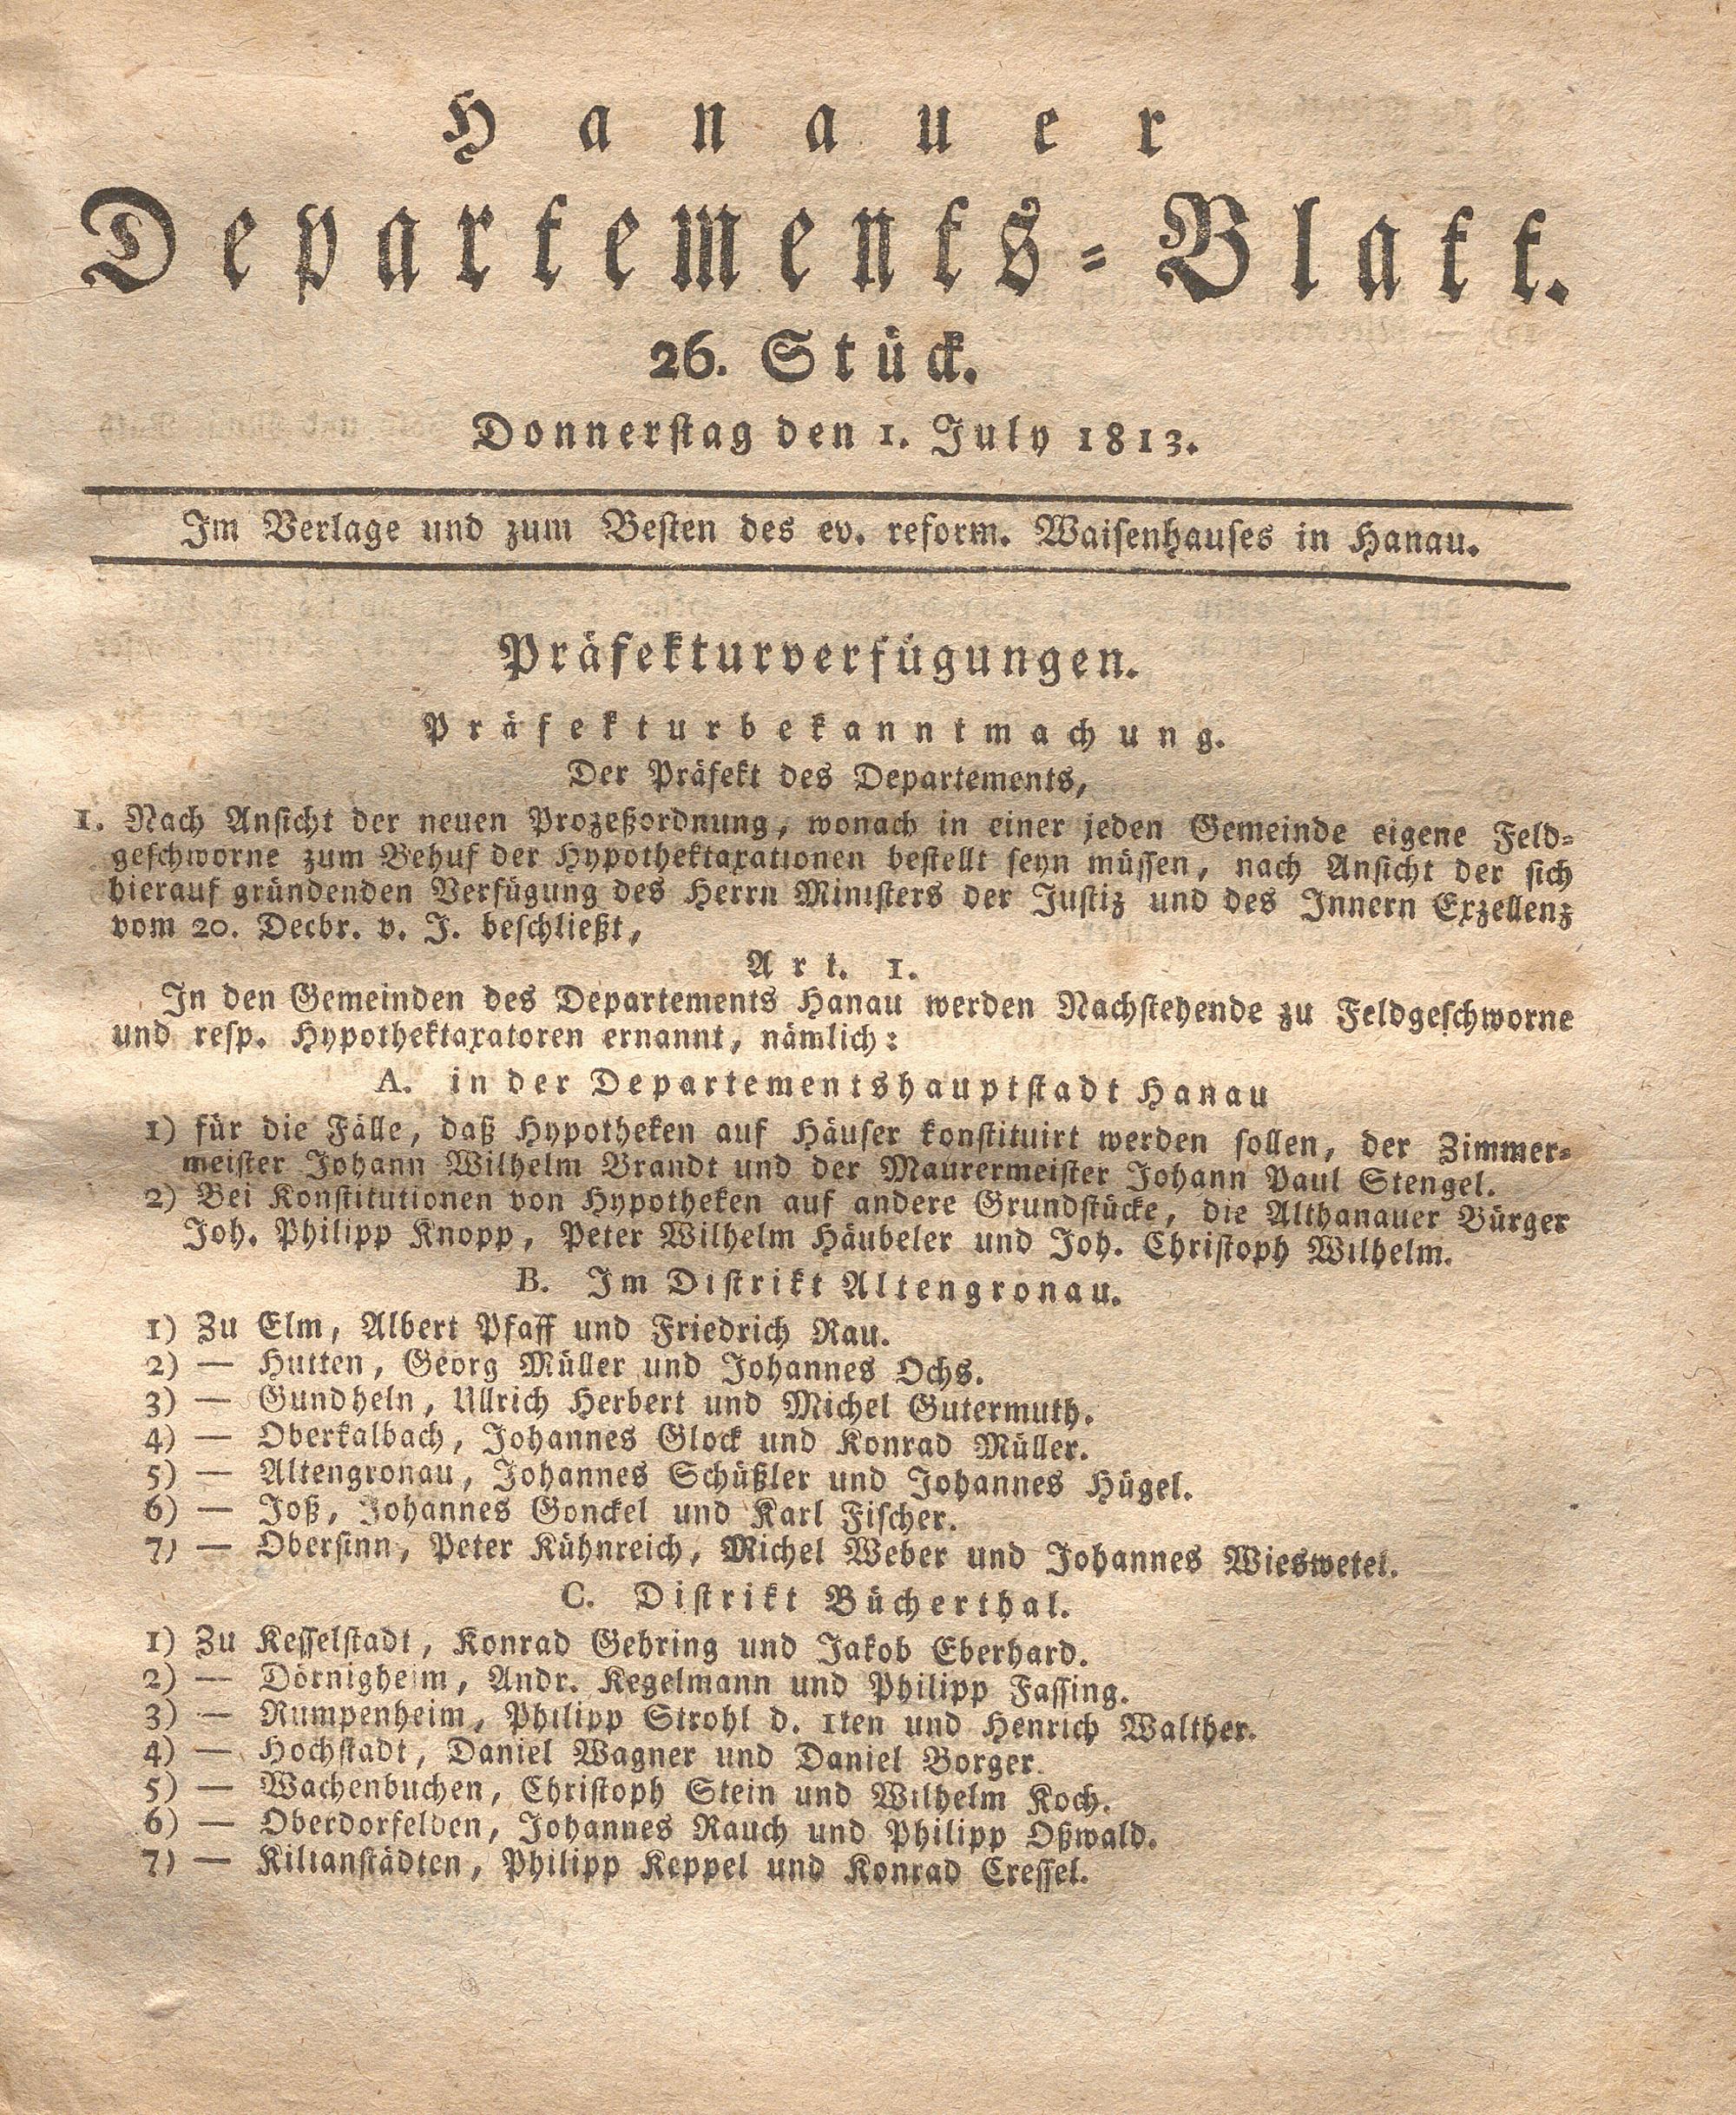 Hanauer
Departements-Blatt.
26. Stück.
Donnerstag den 1. July 1813.
Im Verlage und zum Besten des ev. reform. Waisenhauses in Hanau.
Präfekturverfügungen.
Präfekturbekanntmachung.
Der Präfekt des Departements,
1. Nach Ansicht der neuen Prozeßordnung, wonach in einer jeden Gemeinde eigene Feld-
geschworne zum Behuf der Hypothektaxationen bestellt seyn müssen, nach Ansicht der sich
hierauf gründenden Verfügung des Herrn Ministers der Justiz und des Innern Exzellenz
vom 20. Decbr. v. J. beschließt,
Art. 1.
In den Gemeinden des Departements Hanau werden Nachstehende zu Feldgeschworne
und resp. Hypothektaxatoren ernannt, nämlich:
A. in der Departementshauptstadt Hanau
1) für die Fälle, daß Hypotheken auf Häuser konstituirt werden sollen, der Zimmer-
meister Johann Wilhelm Brandt und der Maurermeister Johann Paul Stengel.
2) Bei Konstitutionen von Hypotheken auf andere Grundstücke, die Althanauer Bürger
Joh. Philipp Knopp, Peter Wilhelm Häubeler und Joh. Christoph Wilhelm.
B. Im Distrikt Altengronau.
1) Zu Elm, Albert Pfaff und Friedrich Rau.
2) — Hutten, Georg Müller und Johannes Ochs.
3) — Gundheln, Ullrich Herbert und Michel Gutermuth.
4) — Oberkalbach, Johannes Glock und Konrad Müller.
5) — Altengronau, Johannes Schüßler und Johannes Hügel.
6) — Joß, Johannes Gonckel und Karl Fischer.
7) — Obersinn, Peter Kühnreich, Michel Weber und Johannes Wieswetel.
C. Distrikt Bücherthal.
1) Zu Kesselstadt, Konrad Gehring und Jakob Eberhard.
2) — Dörnigheim, Andr. Kegelmann und Philipp Fassing.
3) — Rumpenheim, Philipp Strohl d. 1ten und Henrich Walther.
4) — Hochstadt, Daniel Wagner und Daniel Borger.
5) — Wachenbuchen, Christoph Stein und Wilhelm Koch.
6) — Oberdorfelden, Johannes Rauch und Philipp Oßwald.
7) — Kilianstädten, Philipp Keppel und Konrad Cressel.